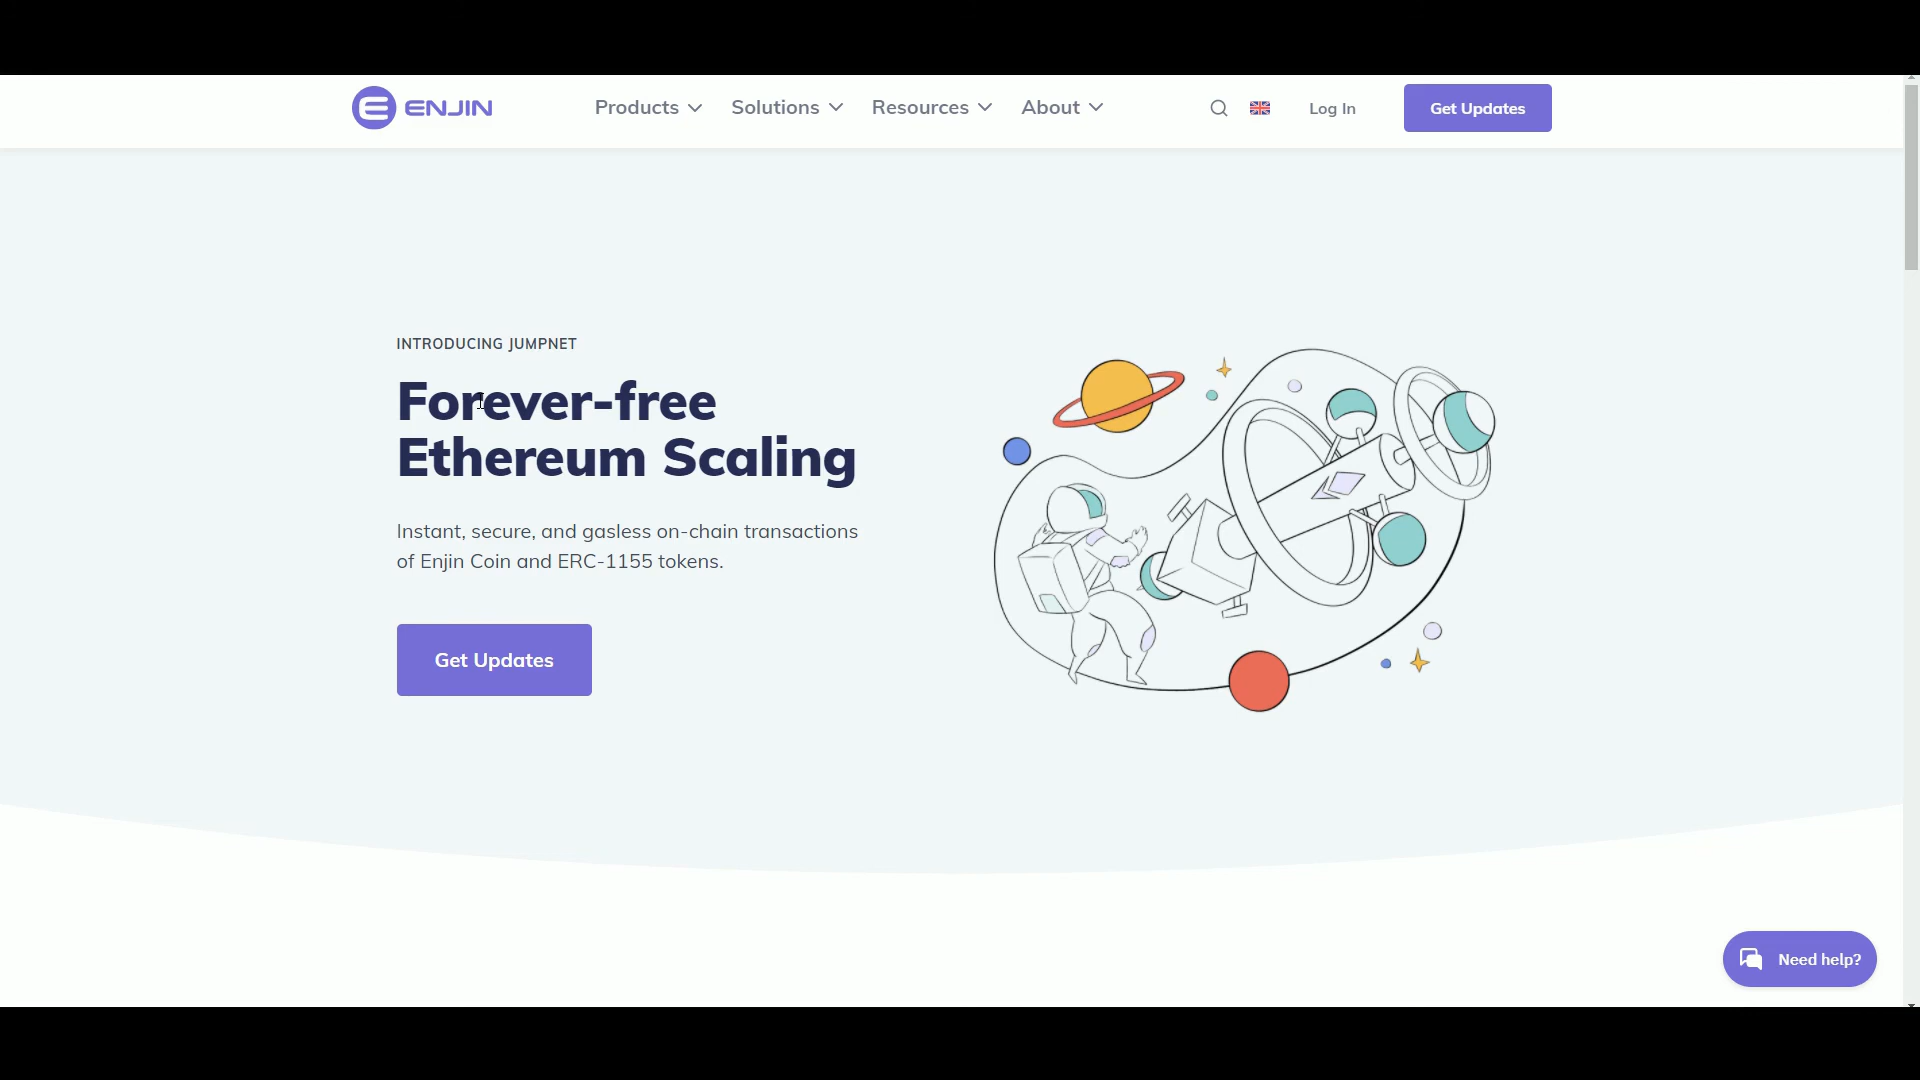 ENJIN
Products
Solutions
Resources
About
Log In
Get Updates
INTRODUCING JUMPNET
Forever-free
Ethereum Scaling
Instant, secure, and gasless on-chain transactions
of Enjin Coin and ERC-1155 tokens.
Get Updates
Need help?